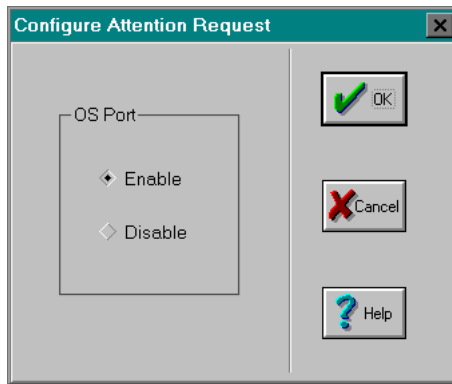 Configure Attention Request
OS Port
Enable
Disable
OK
Cancel
Help